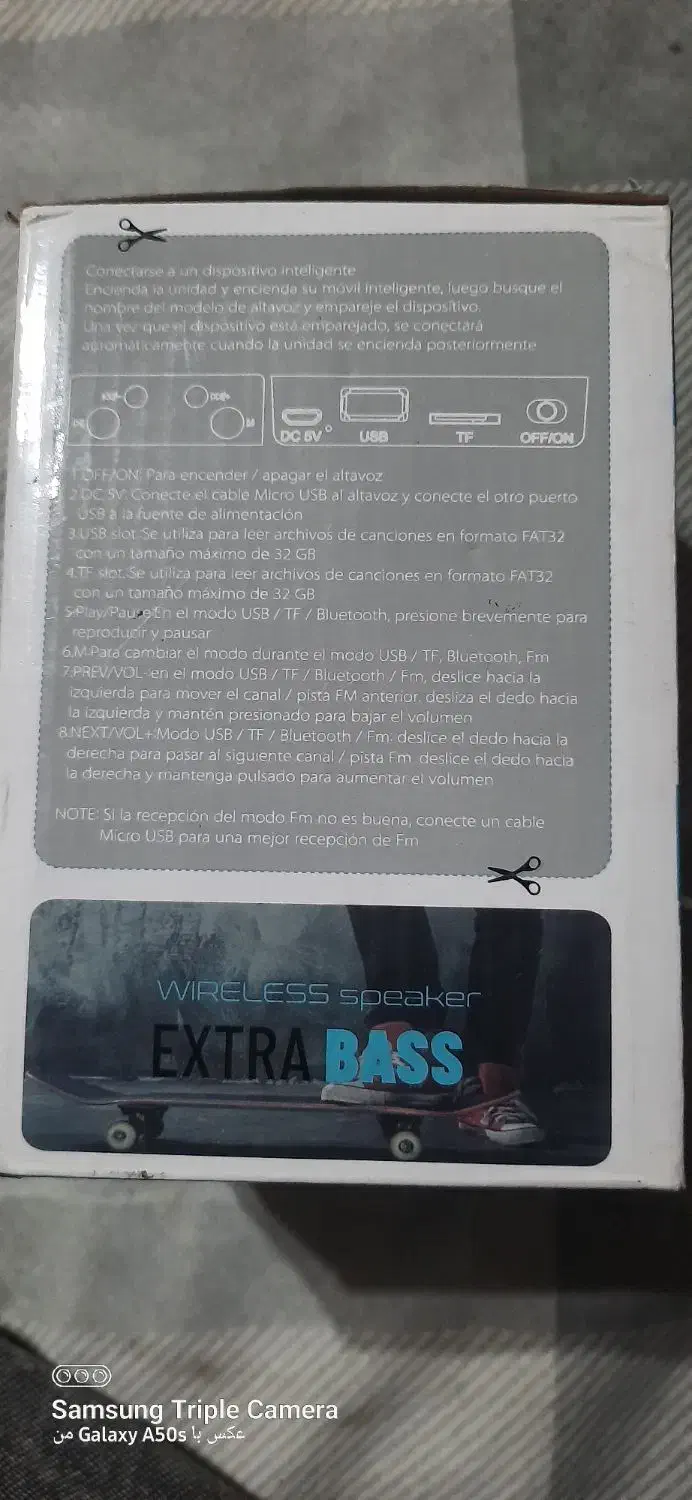 Conectarse a un dispositivo inteligente
Encienda la unidad y encienda su móvil inteligente, luego busque el
nombre del modelo de altavoz y empareje el dispositivo.
Una vez que el dispositivo está emparejado, se conectará
automáticamente cuando la unidad se encienda posteriormente
M
DC 5V USB TF OFF/ON
1.OFF/ON: Para encender / apagar el altavoz
2.DC 5V: Conecte el cable Micro USB al altavoz y conecte el otro puerto
USB a la fuente de alimentación
3.USB slot:Se utiliza para leer archivos de canciones en formato FAT32
con un tamaño máximo de 32 GB
4.TF slot:Se utiliza para leer archivos de canciones en formato FAT32
con un tamaño máximo de 32 GB
5.Play/Pause:En el modo USB / TF / Bluetooth, presione brevemente para
reproducir y pausar
6.M:Para cambiar el modo durante el modo USB / TF, Bluetooth, Fm
7.PREV/VOL-:en el modo USB / TF / Bluetooth / Fm, deslice hacia la
izquierda para mover el canal / pista FM anterior. desliza el dedo hacia
la izquierda y mantén presionado para bajar el volumen
8.NEXT/VOL+:Modo USB / TF / Bluetooth / Fm: deslice el dedo hacia la
derecha para pasar al siguiente canal / pista Fm. deslice el dedo hacia
la derecha y mantenga pulsado para aumentar el volumen
NOTE: SI la recepción del modo Fm no es buena, conecte un cable
Micro USB para una mejor recepción de Fm
WIRELESS speaker
EXTRA BASS
Samsung Triple Camera
عکس با Galaxy A50s من